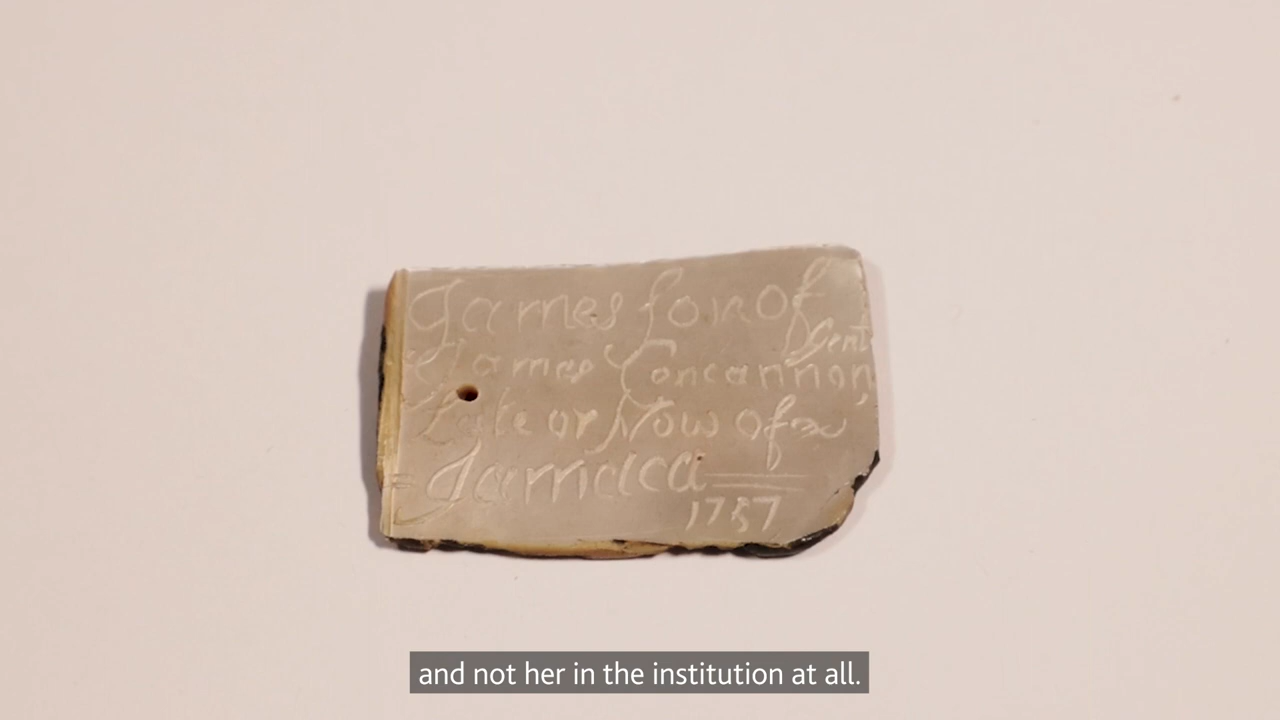 James ſon of
Gent
James Concannon,
Late or Now of
= Jamaica
1757
and not her in the institution at all.